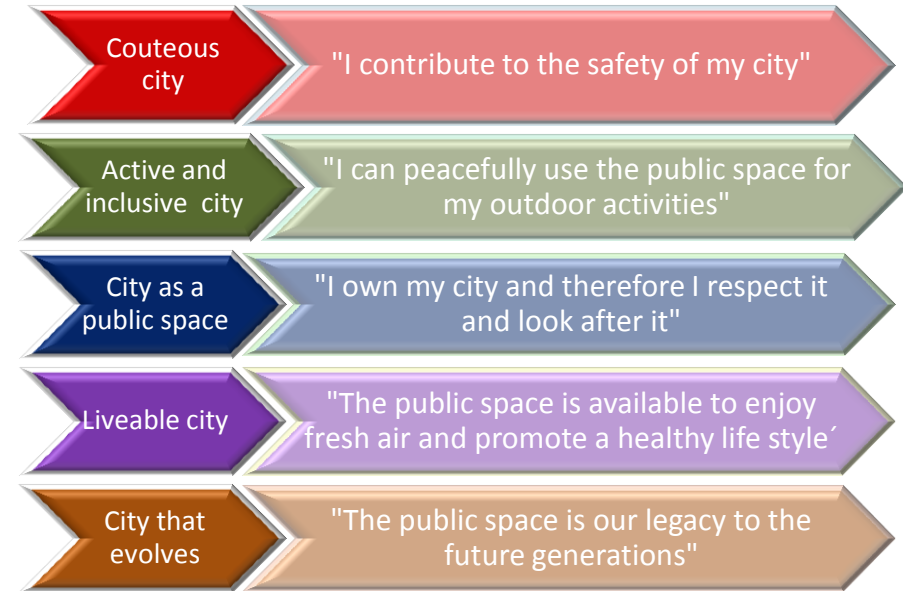 Couteous
city
"I contribute to the safety of my city"
Active and
inclusive city
"I can peacefully use the public space for
my outdoor activities"
City as a
public space
"I own my city and therefore I respect it
and look after it"
Liveable city
"The public space is available to enjoy
fresh air and promote a healthy life style´
City that
evolves
"The public space is our legacy to the
future generations"